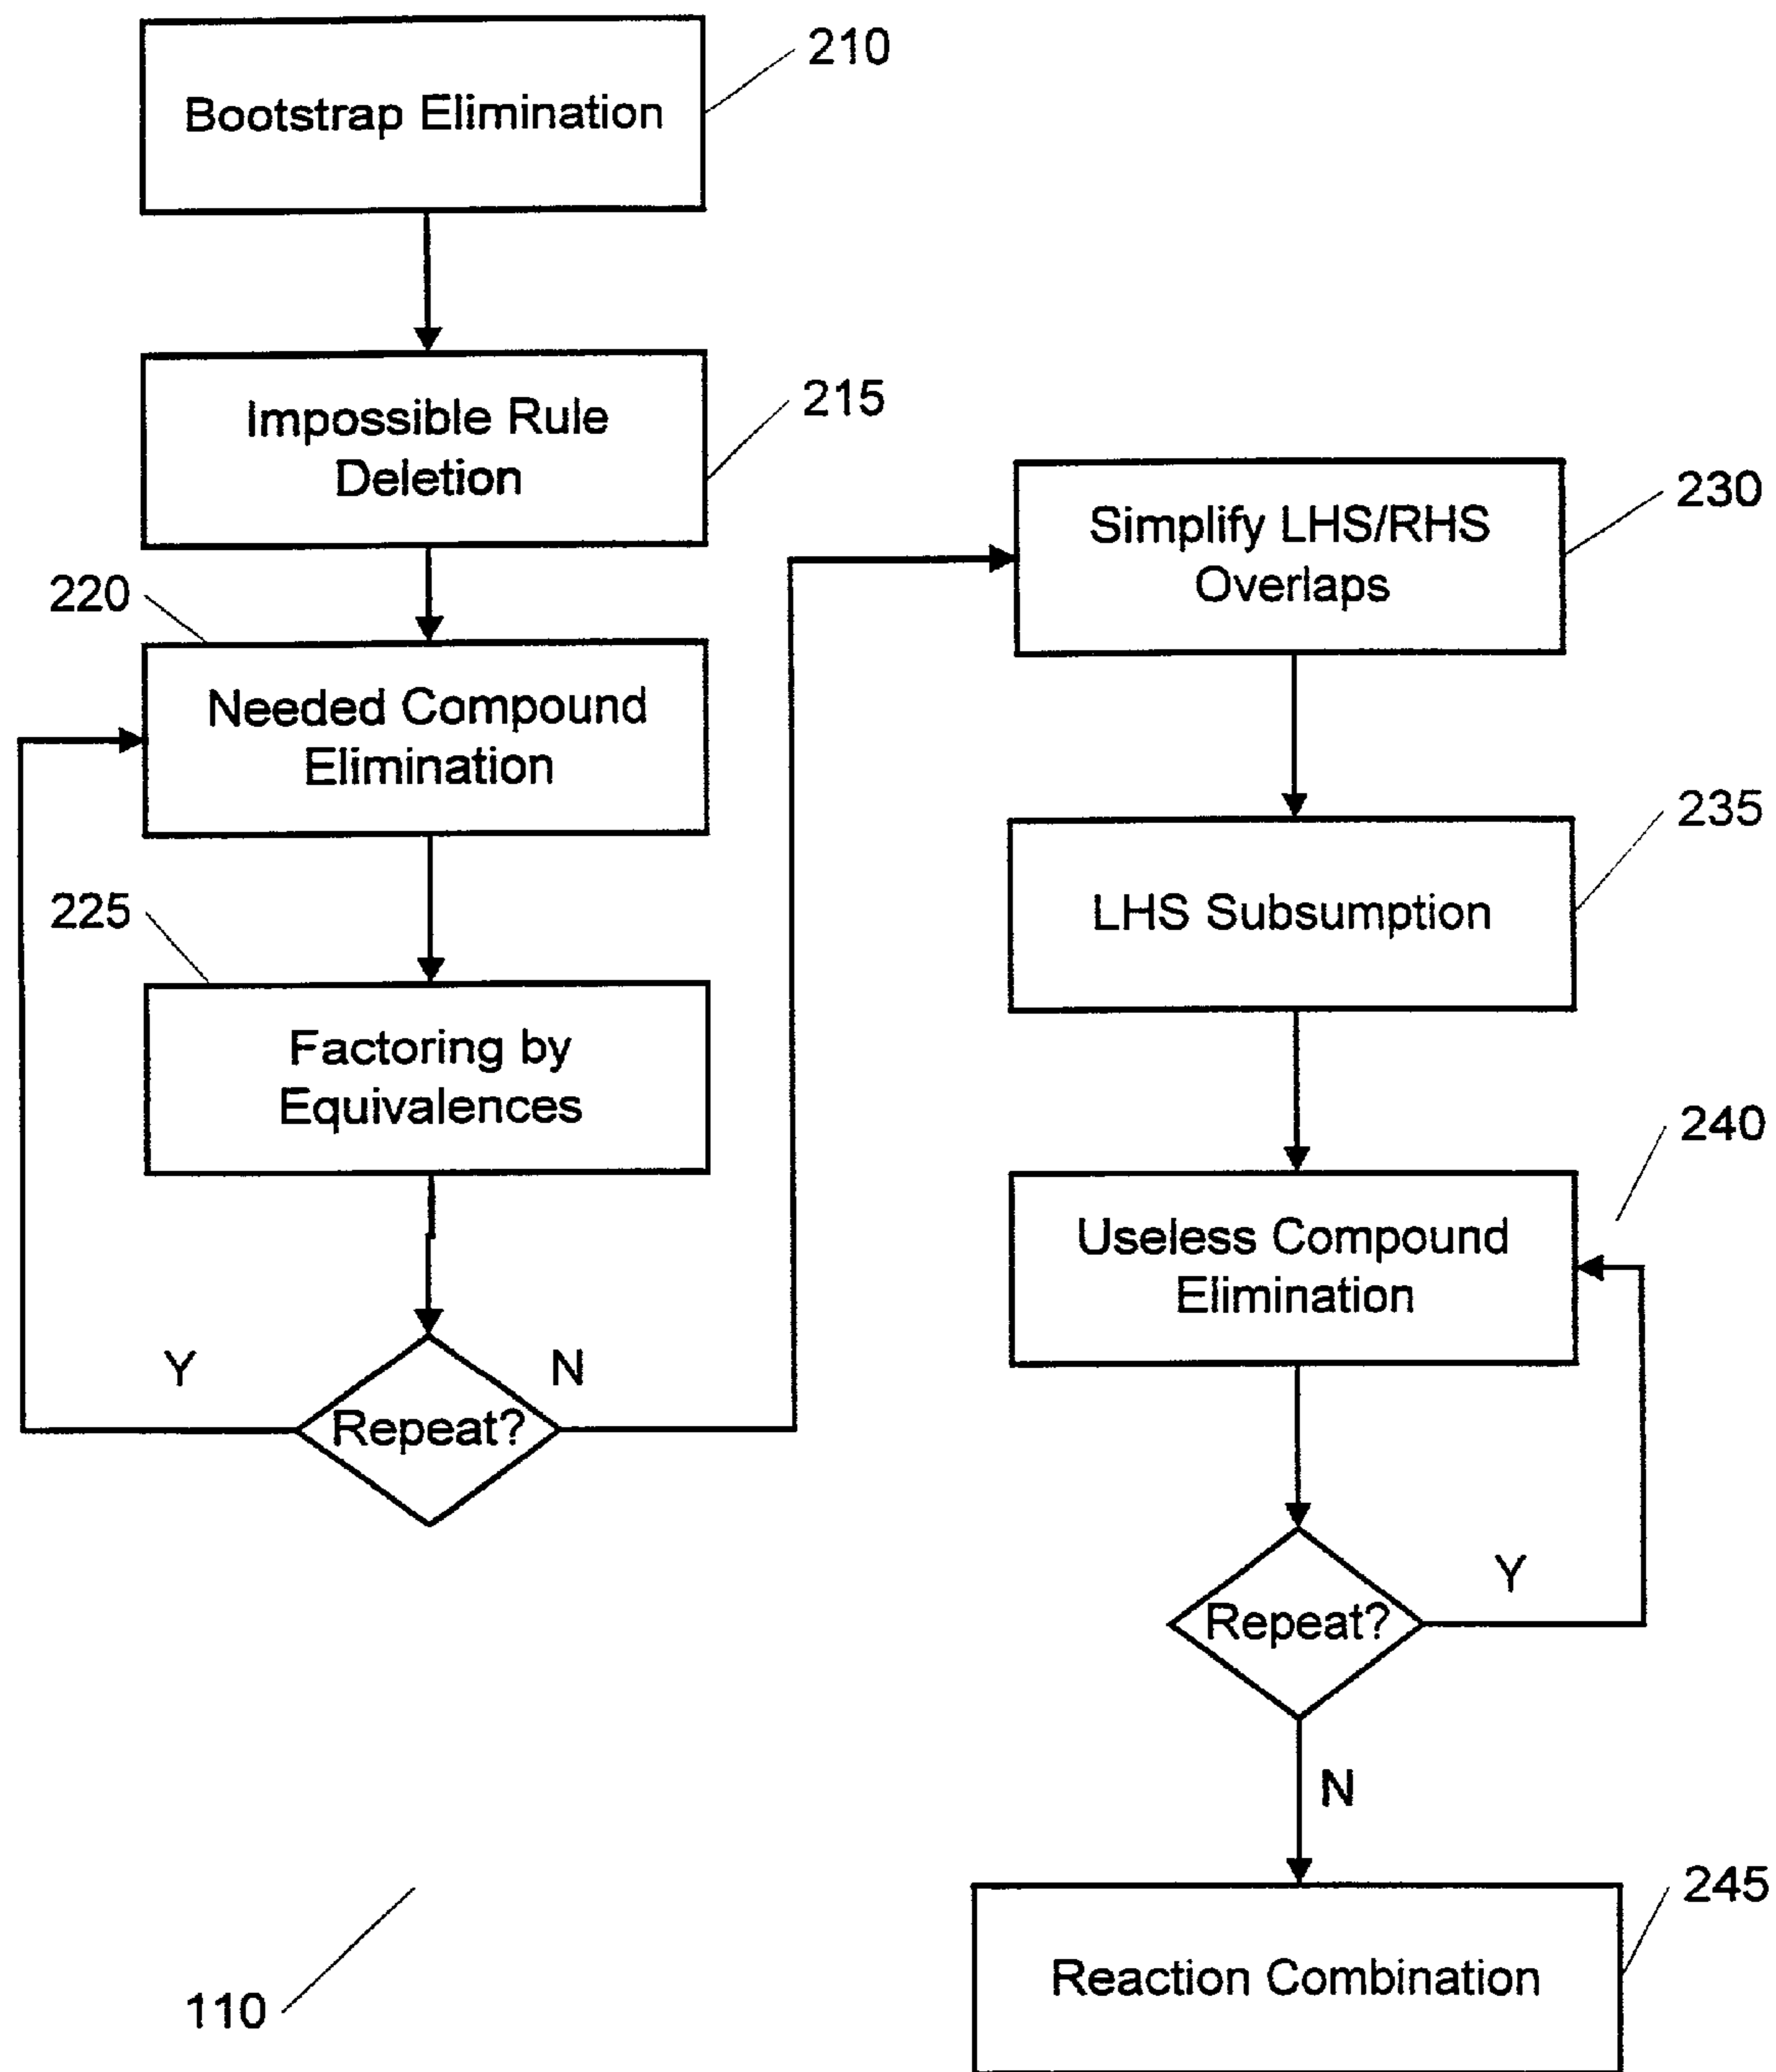 Bootstrap Elimination
210
Impossible Rule
Deletion
215
220
Needed Compound
Elimination
225
Factoring by
Equivalences
Y
N
Repeat?
Simplify LHS/RHS
Overlaps
230
LHS Subsumption
235
240
Useless Compound
Elimination
Y
Repeat?
N
Reaction Combination
245
110